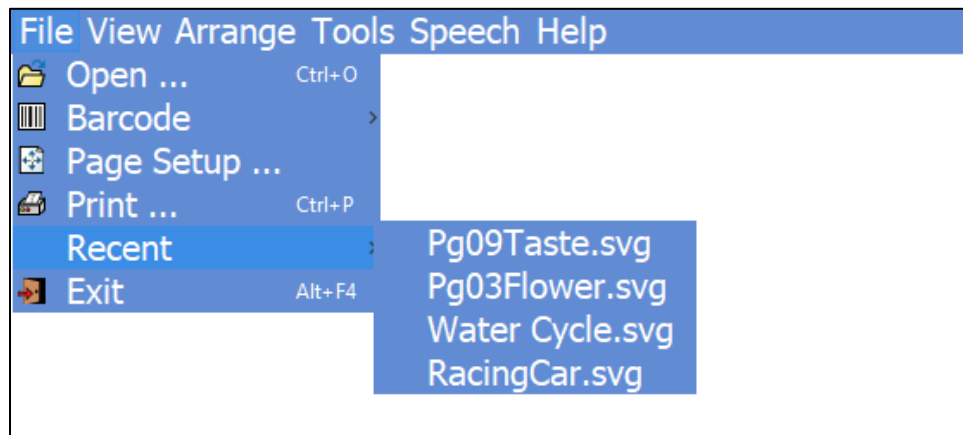 File View Arrange Tools Speech Help
Open ... Ctrl+O
Barcode
Page Setup ...
Print ... Ctrl+P
Recent
Exit Alt+F4
Pg09Taste.svg
Pg03Flower.svg
Water Cycle.svg
RacingCar.svg